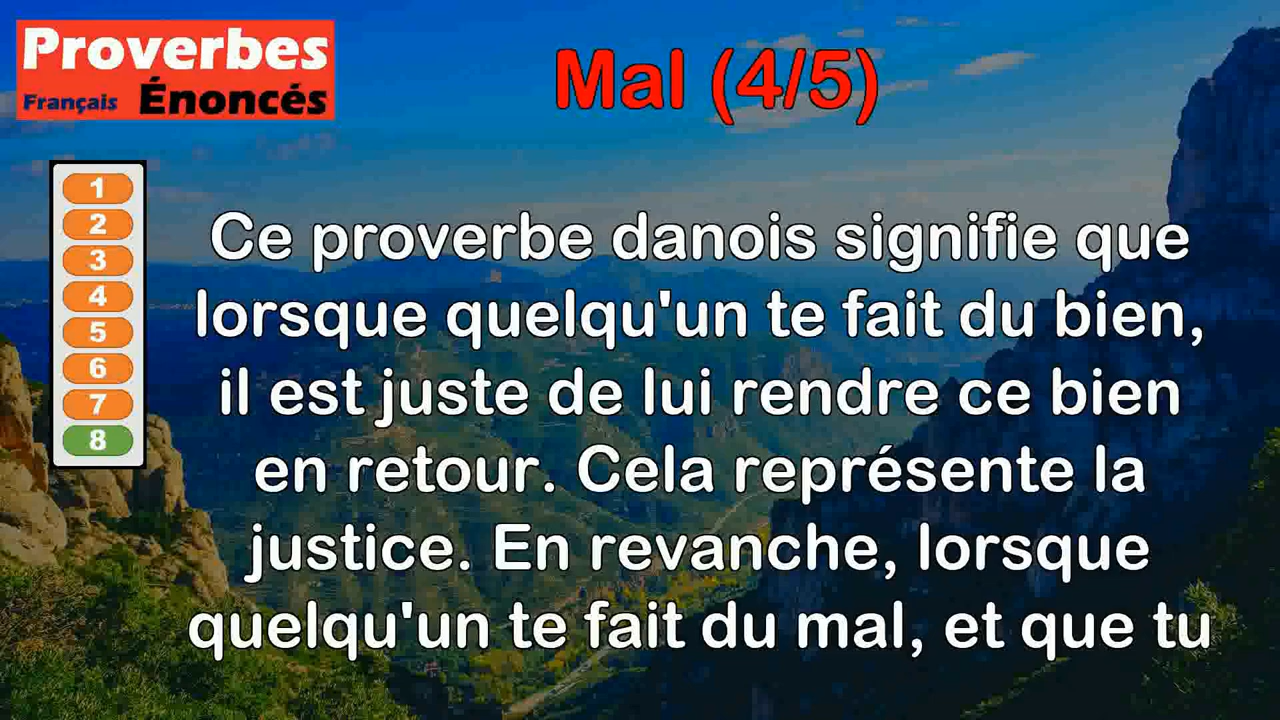 Proverbes
Français Énoncés
Mal (4/5)
1
2
3
4
5
6
7
8
Ce proverbe danois signifie que
lorsque quelqu'un te fait du bien,
il est juste de lui rendre ce bien
en retour. Cela représente la
justice. En revanche, lorsque
quelqu'un te fait du mal, et que tu